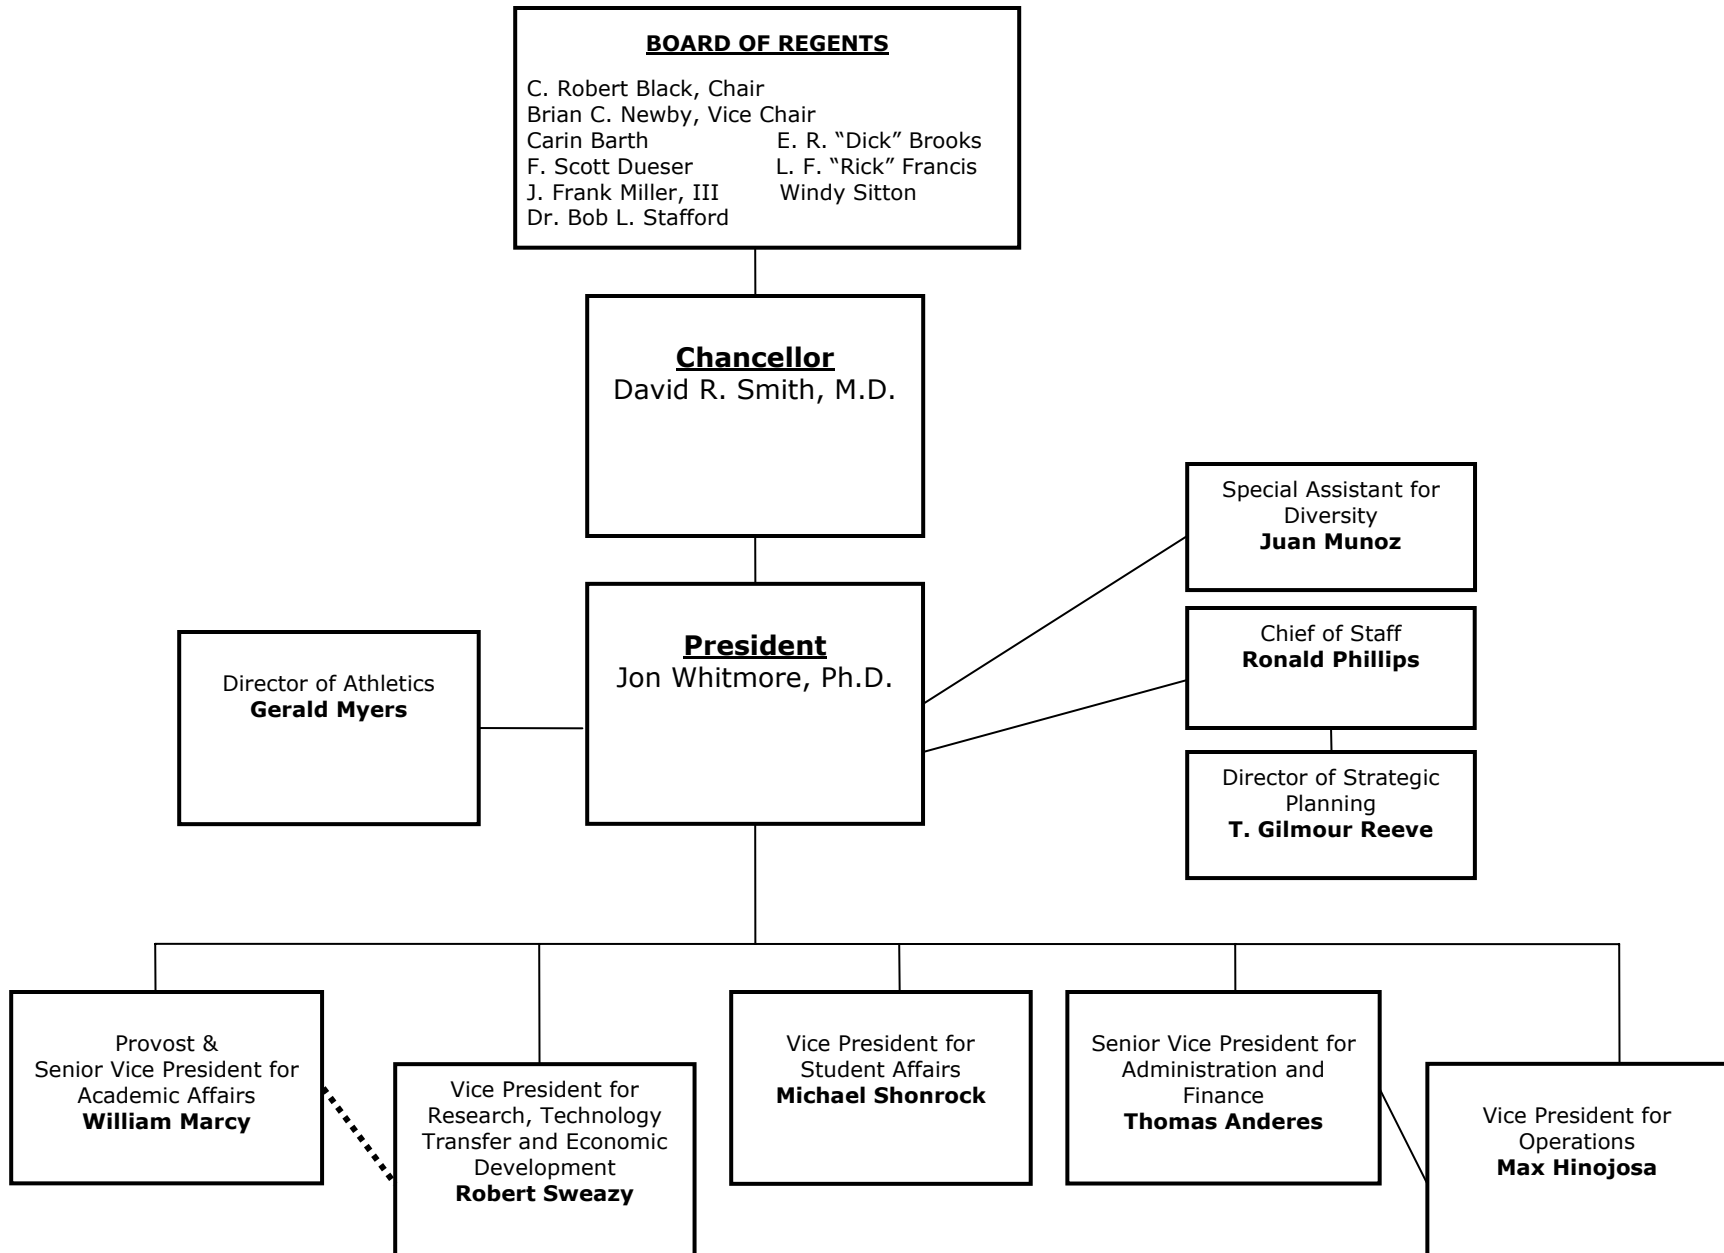 BOARD OF REGENTS
C. Robert Black, Chair
Brian C. Newby, Vice Chair
Carin Barth E. R. “Dick” Brooks
F. Scott Dueser L. F. “Rick” Francis
J. Frank Miller, III Windy Sitton
Dr. Bob L. Stafford
Chancellor
David R. Smith, M.D.
Special Assistant for
Diversity
Juan Munoz
President
Jon Whitmore, Ph.D.
Director of Athletics
Gerald Myers
Chief of Staff
Ronald Phillips
Director of Strategic
Planning
T. Gilmour Reeve
Provost &
Senior Vice President for
Academic Affairs
William Marcy
Vice President for
Research, Technology
Transfer and Economic
Development
Robert Sweazy
Vice President for
Student Affairs
Michael Shonrock
Senior Vice President for
Administration and
Finance
Thomas Anderes
Vice President for
Operations
Max Hinojosa